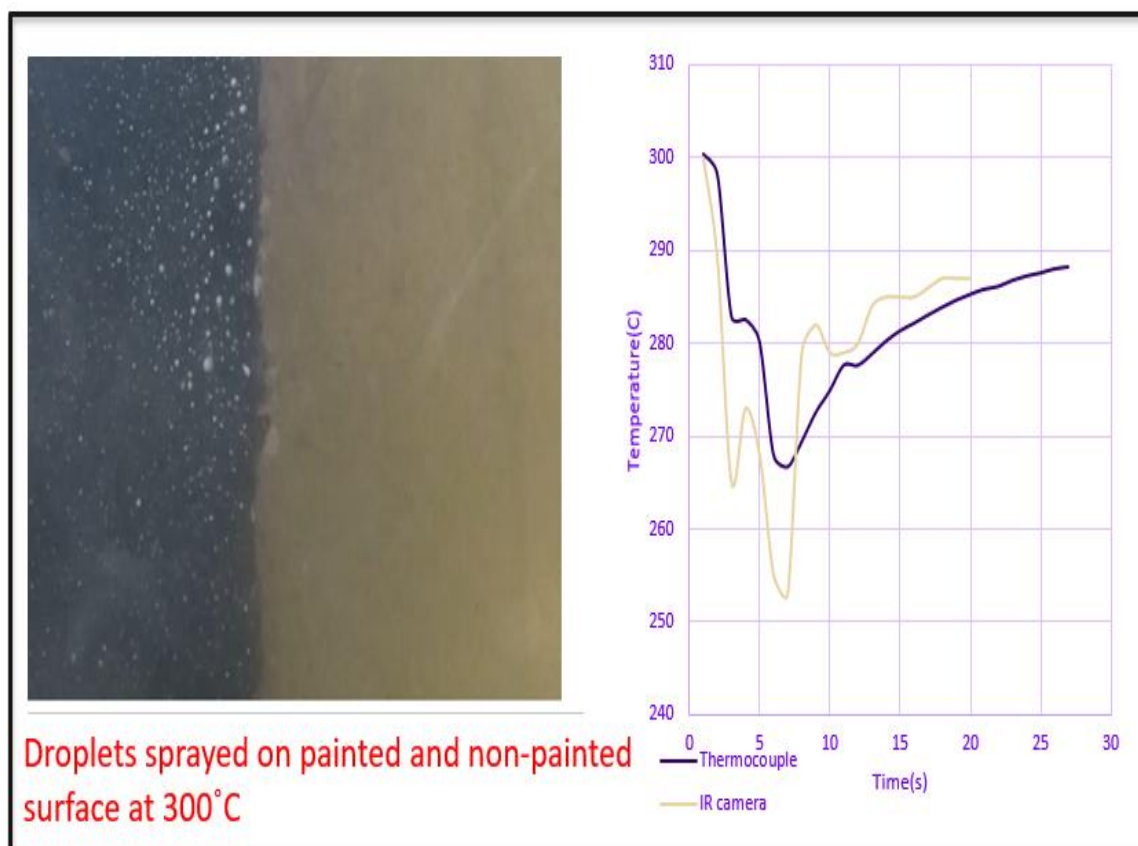 Droplets sprayed on painted and non-painted
surface at 300˚C
310
300
290
280
270
260
250
240
Temperature(C)
0 5 10 15 20 25 30
Time(s)
Thermocouple
IR camera